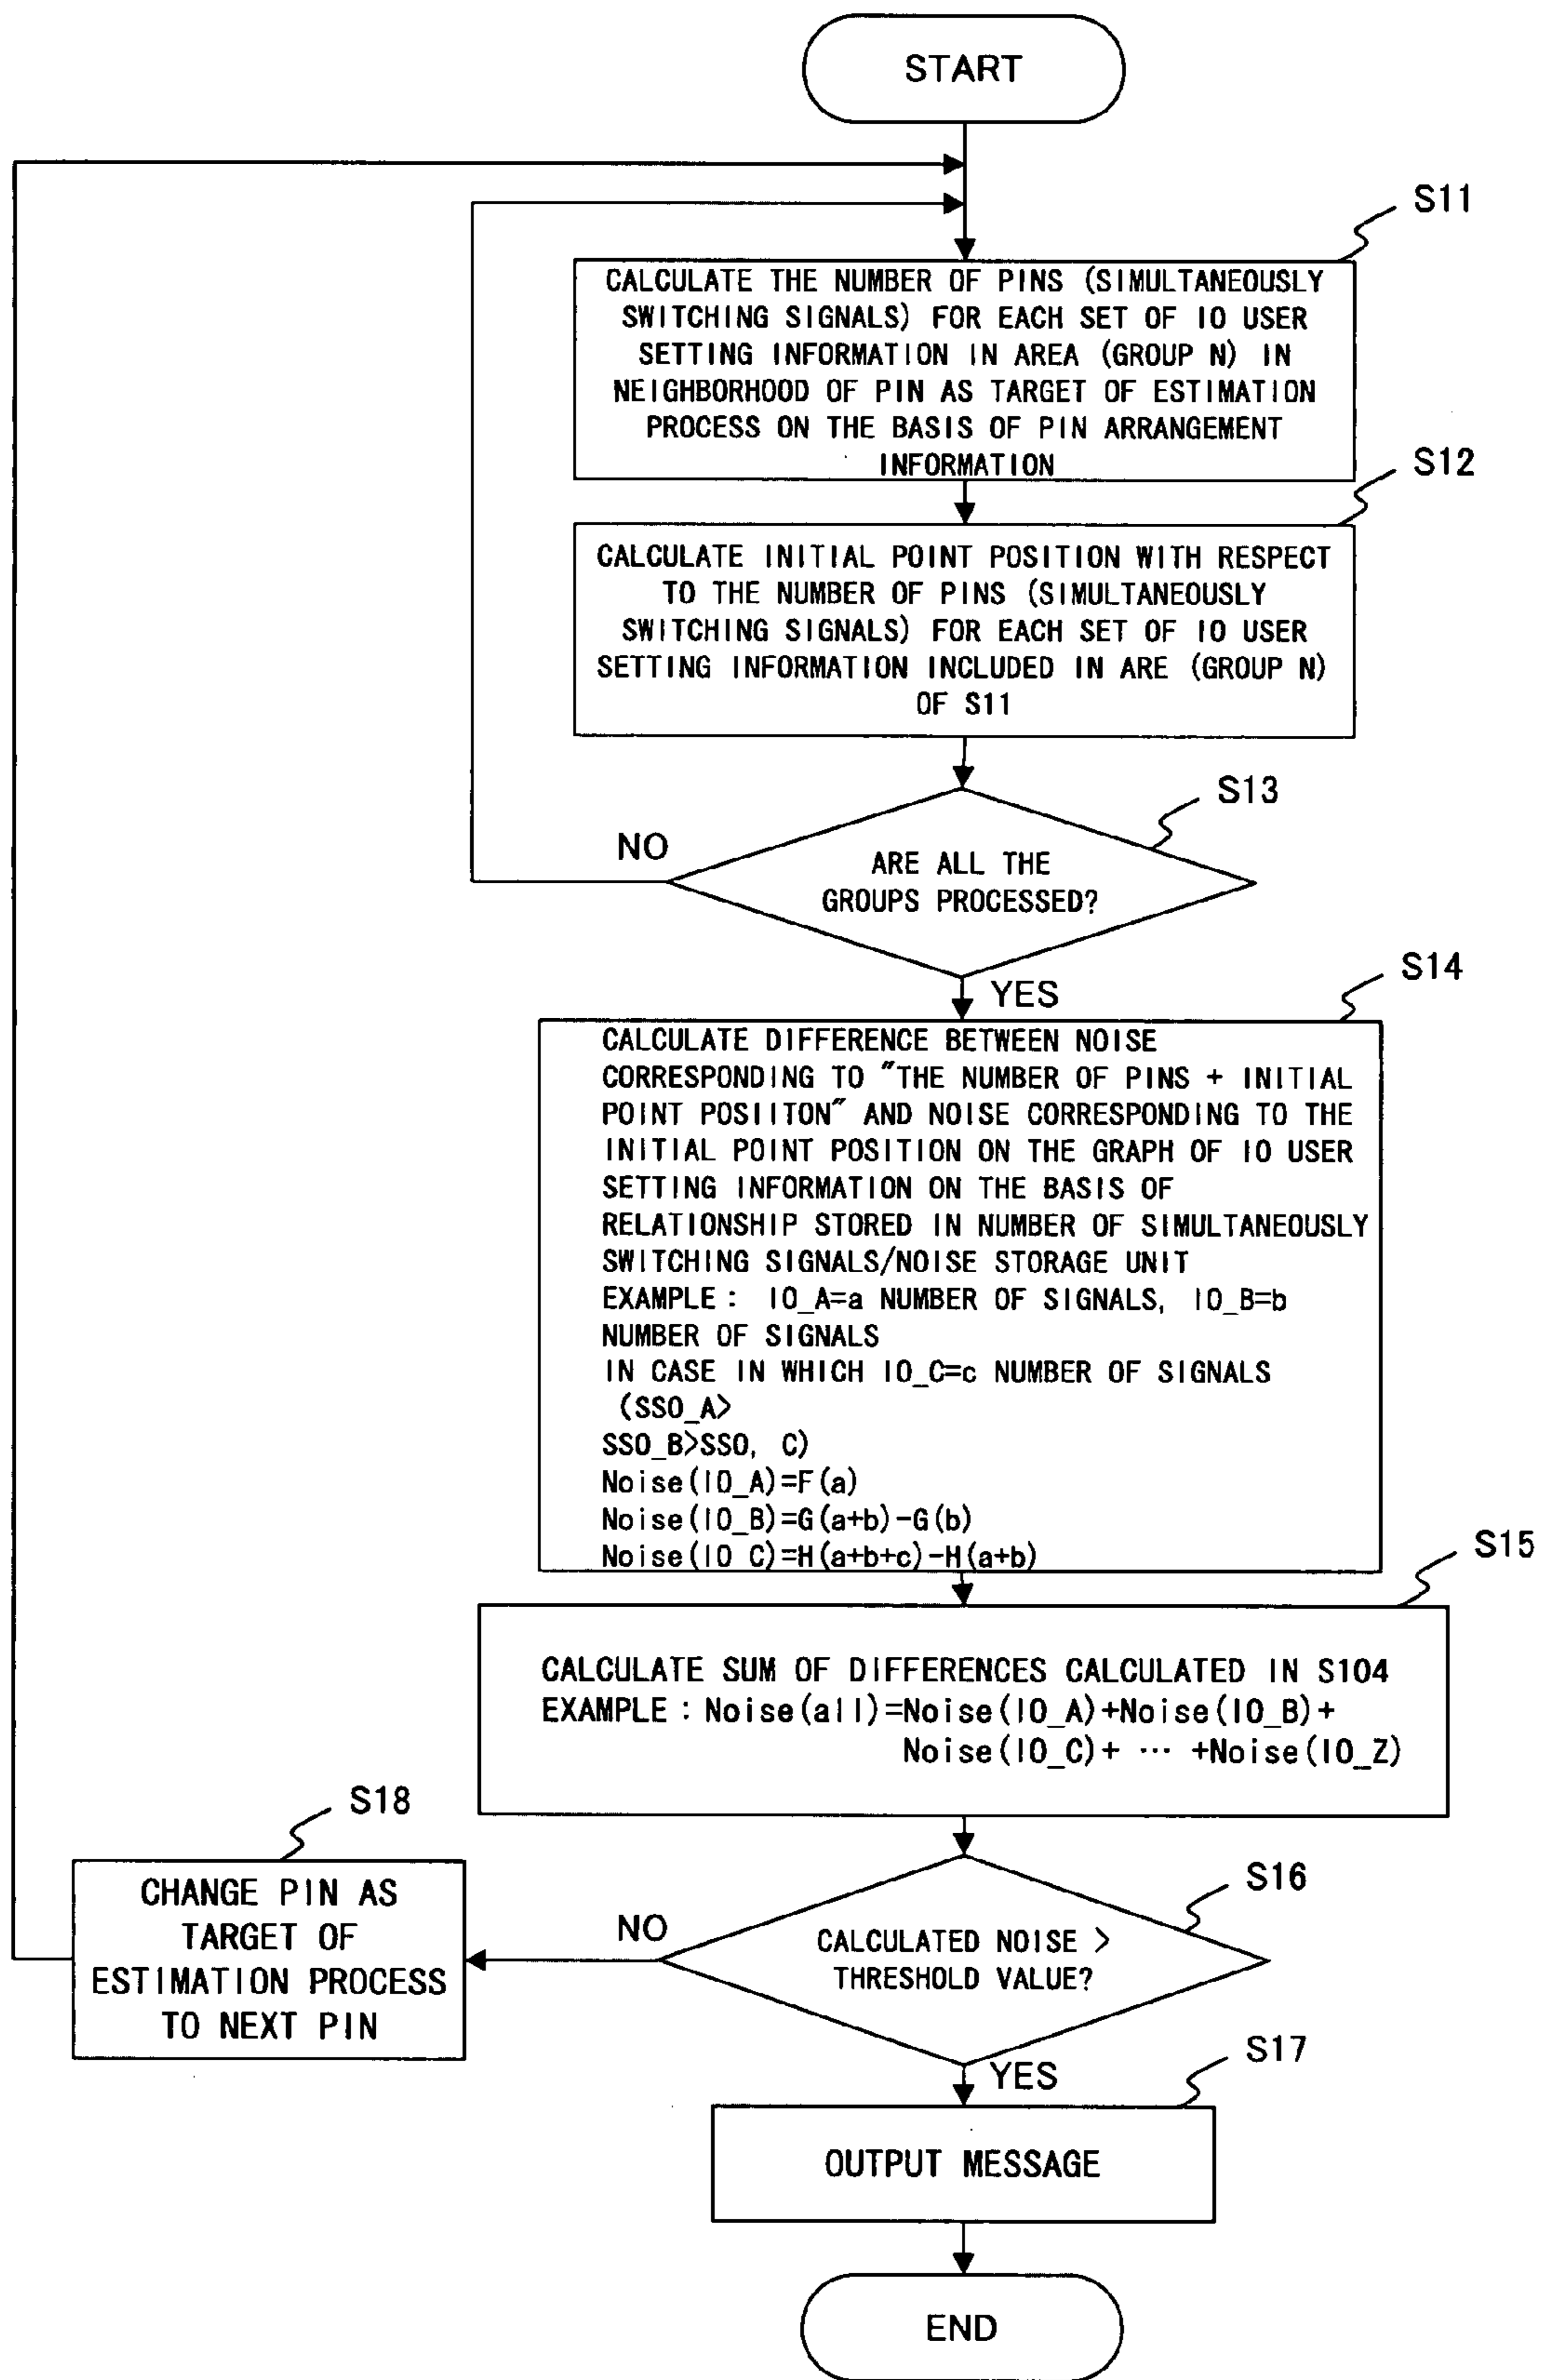 START
S11
CALCULATE THE NUMBER OF PINS (SIMULTANEOUSLY
SWITCHING SIGNALS) FOR EACH SET OF IO USER
SETTING INFORMATION IN AREA (GROUP N) IN
NEIGHBORHOOD OF PIN AS TARGET OF ESTIMATION
PROCESS ON THE BASIS OF PIN ARRANGEMENT
INFORMATION
S12
CALCULATE INITIAL POINT POSITION WITH RESPECT
TO THE NUMBER OF PINS (SIMULTANEOUSLY
SWITCHING SIGNALS) FOR EACH SET OF IO USER
SETTING INFORMATION INCLUDED IN ARE (GROUP N)
OF S11
S13
NO
ARE ALL THE
GROUPS PROCESSED?
YES
S14
CALCULATE DIFFERENCE BETWEEN NOISE
CORRESPONDING TO "THE NUMBER OF PINS + INITIAL
POINT POSIITON" AND NOISE CORRESPONDING TO THE
INITIAL POINT POSITION ON THE GRAPH OF IO USER
SETTING INFORMATION ON THE BASIS OF
RELATIONSHIP STORED IN NUMBER OF SIMULTANEOUSLY
SWITCHING SIGNALS/NOISE STORAGE UNIT
EXAMPLE: IO_A=a NUMBER OF SIGNALS, IO_B=b
NUMBER OF SIGNALS
IN CASE IN WHICH IO_C=c NUMBER OF SIGNALS
(SSO_A>
SSO_B>SSO, C)
Noise(IO_A)=F(a)
Noise(IO_B)=G(a+b)-G(b)
Noise(IO_C)=H(a+b+c)-H(a+b)
S15
CALCULATE SUM OF DIFFERENCES CALCULATED IN S104
EXAMPLE:Noise(all)=Noise(IO_A)+Noise(IO_B)+
Noise(IO_C)+ ··· +Noise(IO_Z)
S18
CHANGE PIN AS
TARGET OF
ESTIMATION PROCESS
TO NEXT PIN
S16
NO
CALCULATED NOISE >
THRESHOLD VALUE?
YES
S17
OUTPUT MESSAGE
END